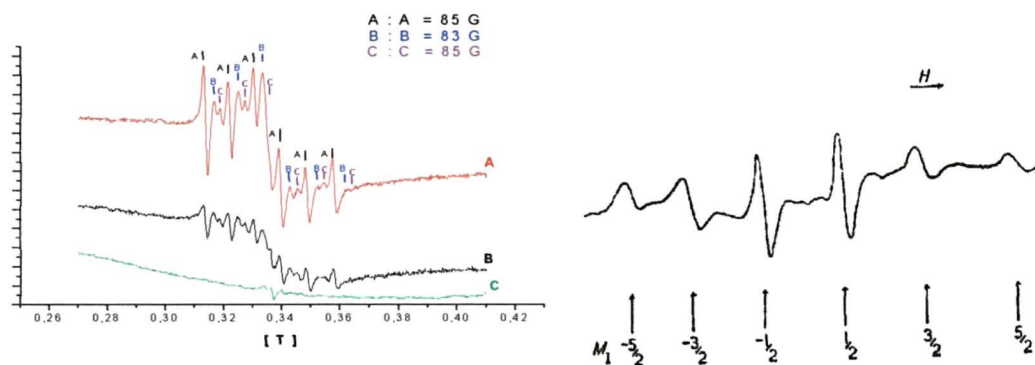 A : A = 85 G
B : B = 83 G
C : C = 85 G
A
B
C
A
B
C
A
B
C
A
B
C
A
B
C
A
B
C
A
B
C
0,26
0,28
0,30
0,32
0,34
0,36
0,38
0,40
0,42
[ T ]
H
M_I -5/2 -3/2 -1/2 1/2 3/2 5/2